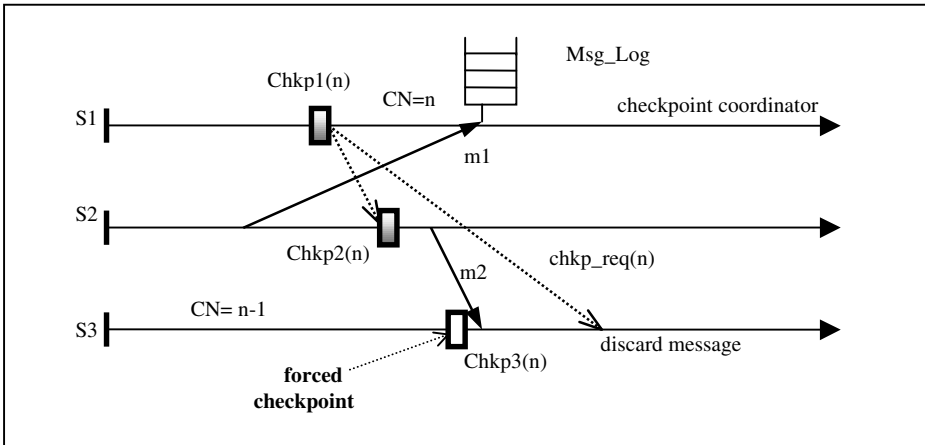 Msg_Log
Chkp1(n)
CN=n
checkpoint coordinator
S1
m1
S2
Chkp2(n)
chkp_req(n)
m2
CN= n-1
S3
discard message
Chkp3(n)
forced
checkpoint